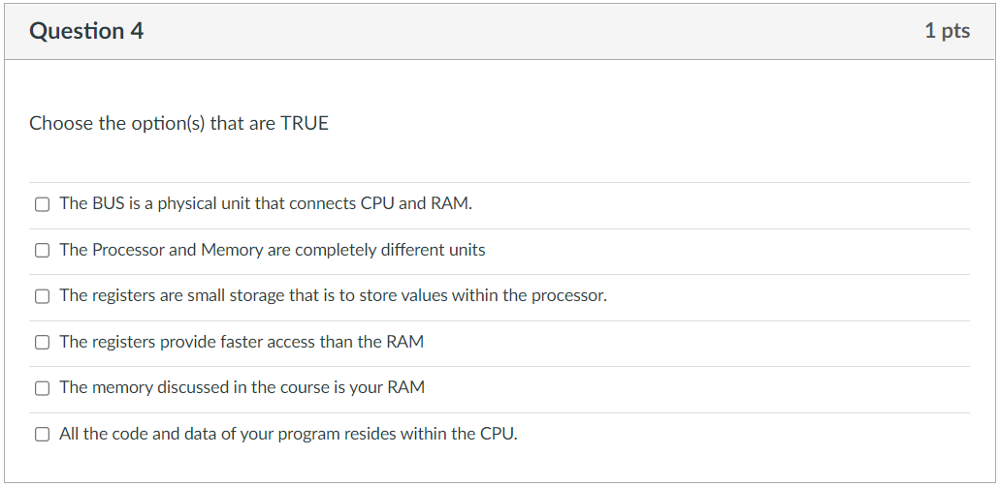 Question 4
1 pts
Choose the option(s) that are TRUE
The BUS is a physical unit that connects CPU and RAM.
The Processor and Memory are completely different units
The registers are small storage that is to store values within the processor.
The registers provide faster access than the RAM
The memory discussed in the course is your RAM
All the code and data of your program resides within the CPU.